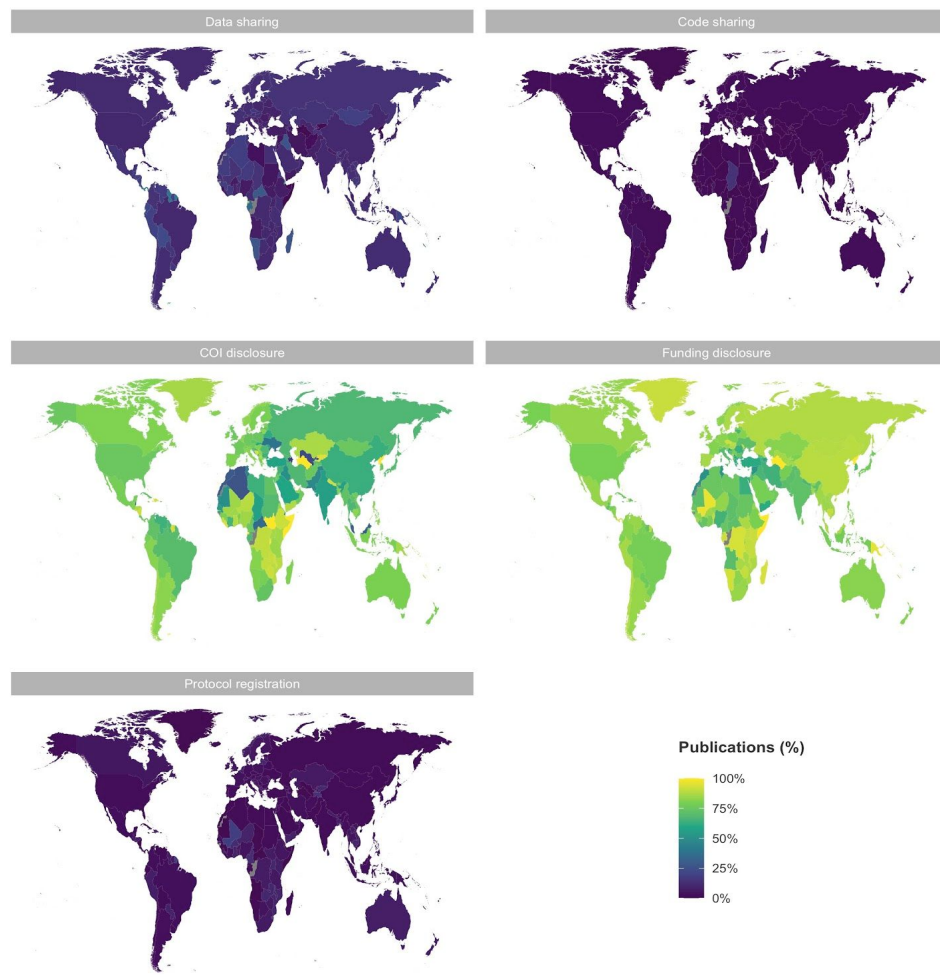 Data sharing
Code sharing
COI disclosure
Funding disclosure
Protocol registration
Publications (%)
100%
75%
50%
25%
0%